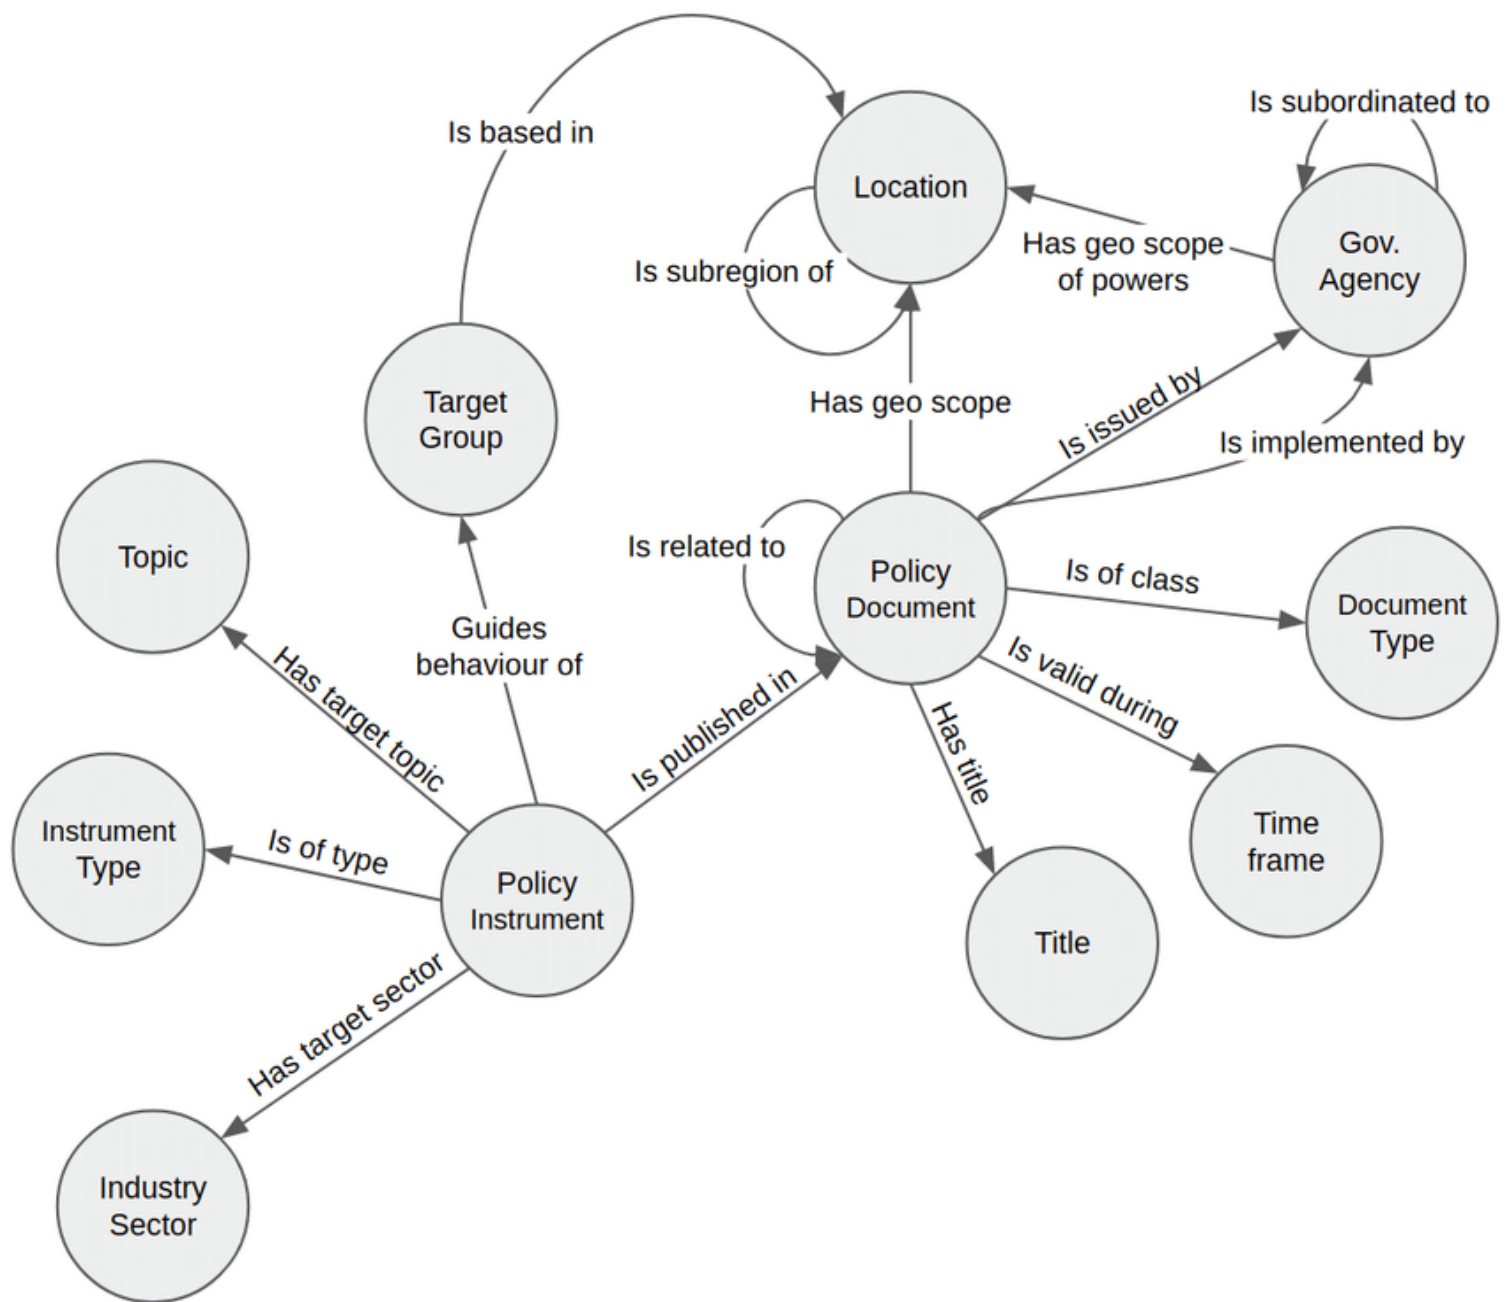 Is subordinated to
Is based in
Location
Has geo scope
of powers
Gov.
Agency
Is subregion of
Target
Group
Has geo scope
Is issued by
Is implemented by
Topic
Is related to
Policy
Document
Is of class
Document
Type
Guides
behaviour of
Has target topic
Is published in
Is valid during
Has title
Instrument
Type
Is of type
Policy
Instrument
Time
frame
Title
Has target sector
Industry
Sector